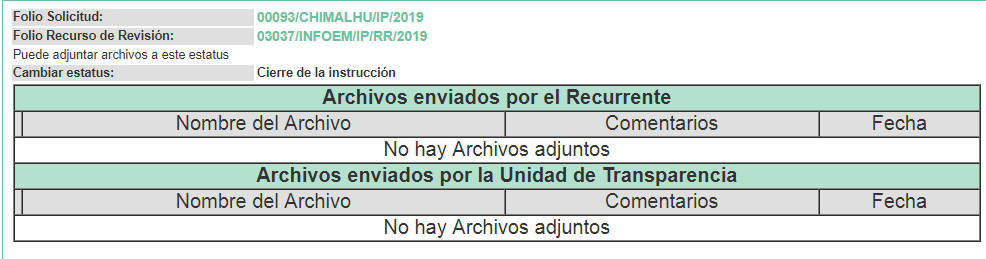 Folio Solicitud: 00093/CHIMALHU/IP/2019
Folio Recurso de Revisión: 03037/INFOEM/IP/RR/2019
Puede adjuntar archivos a este estatus
Cambiar estatus: Cierre de la instrucción
Archivos enviados por el Recurrente
Nombre del Archivo Comentarios Fecha
No hay Archivos adjuntos
Archivos enviados por la Unidad de Transparencia
Nombre del Archivo Comentarios Fecha
No hay Archivos adjuntos